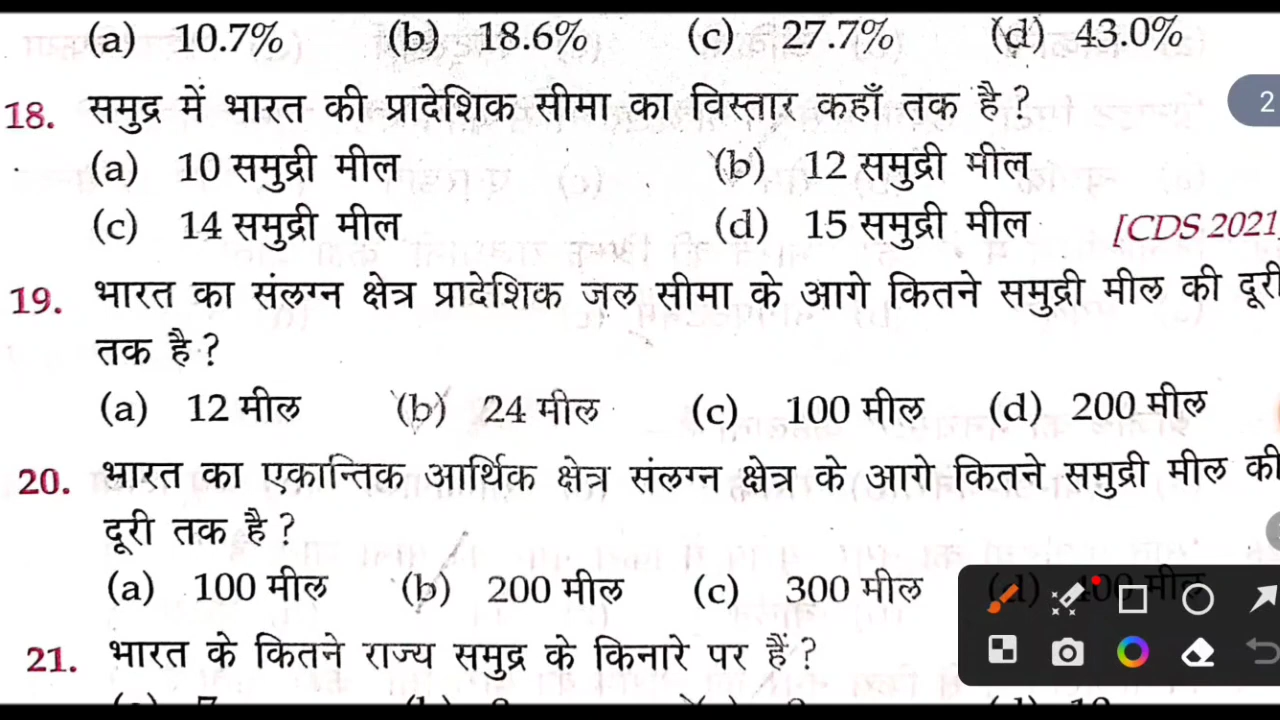 (a) 10.7% (b) 18.6% (c) 27.7% (d) 43.0%
18. समुद्र में भारत की प्रादेशिक सीमा का विस्तार कहाँ तक है ?
2
(a) 10 समुद्री मील (b) 12 समुद्री मील
(c) 14 समुद्री मील (d) 15 समुद्री मील [CDS 2021]
19. भारत का संलग्न क्षेत्र प्रादेशिक जल सीमा के आगे कितने समुद्री मील की दूरी
तक है ?
(a) 12 मील (b) 24 मील (c) 100 मील (d) 200 मील
20. भारत का एकान्तिक आर्थिक क्षेत्र संलग्न क्षेत्र के आगे कितने समुद्री मील की
दूरी तक है ?
(a) 100 मील (b) 200 मील (c) 300 मील (d) 400 मील
21. भारत के कितने राज्य समुद्र के किनारे पर हैं ?